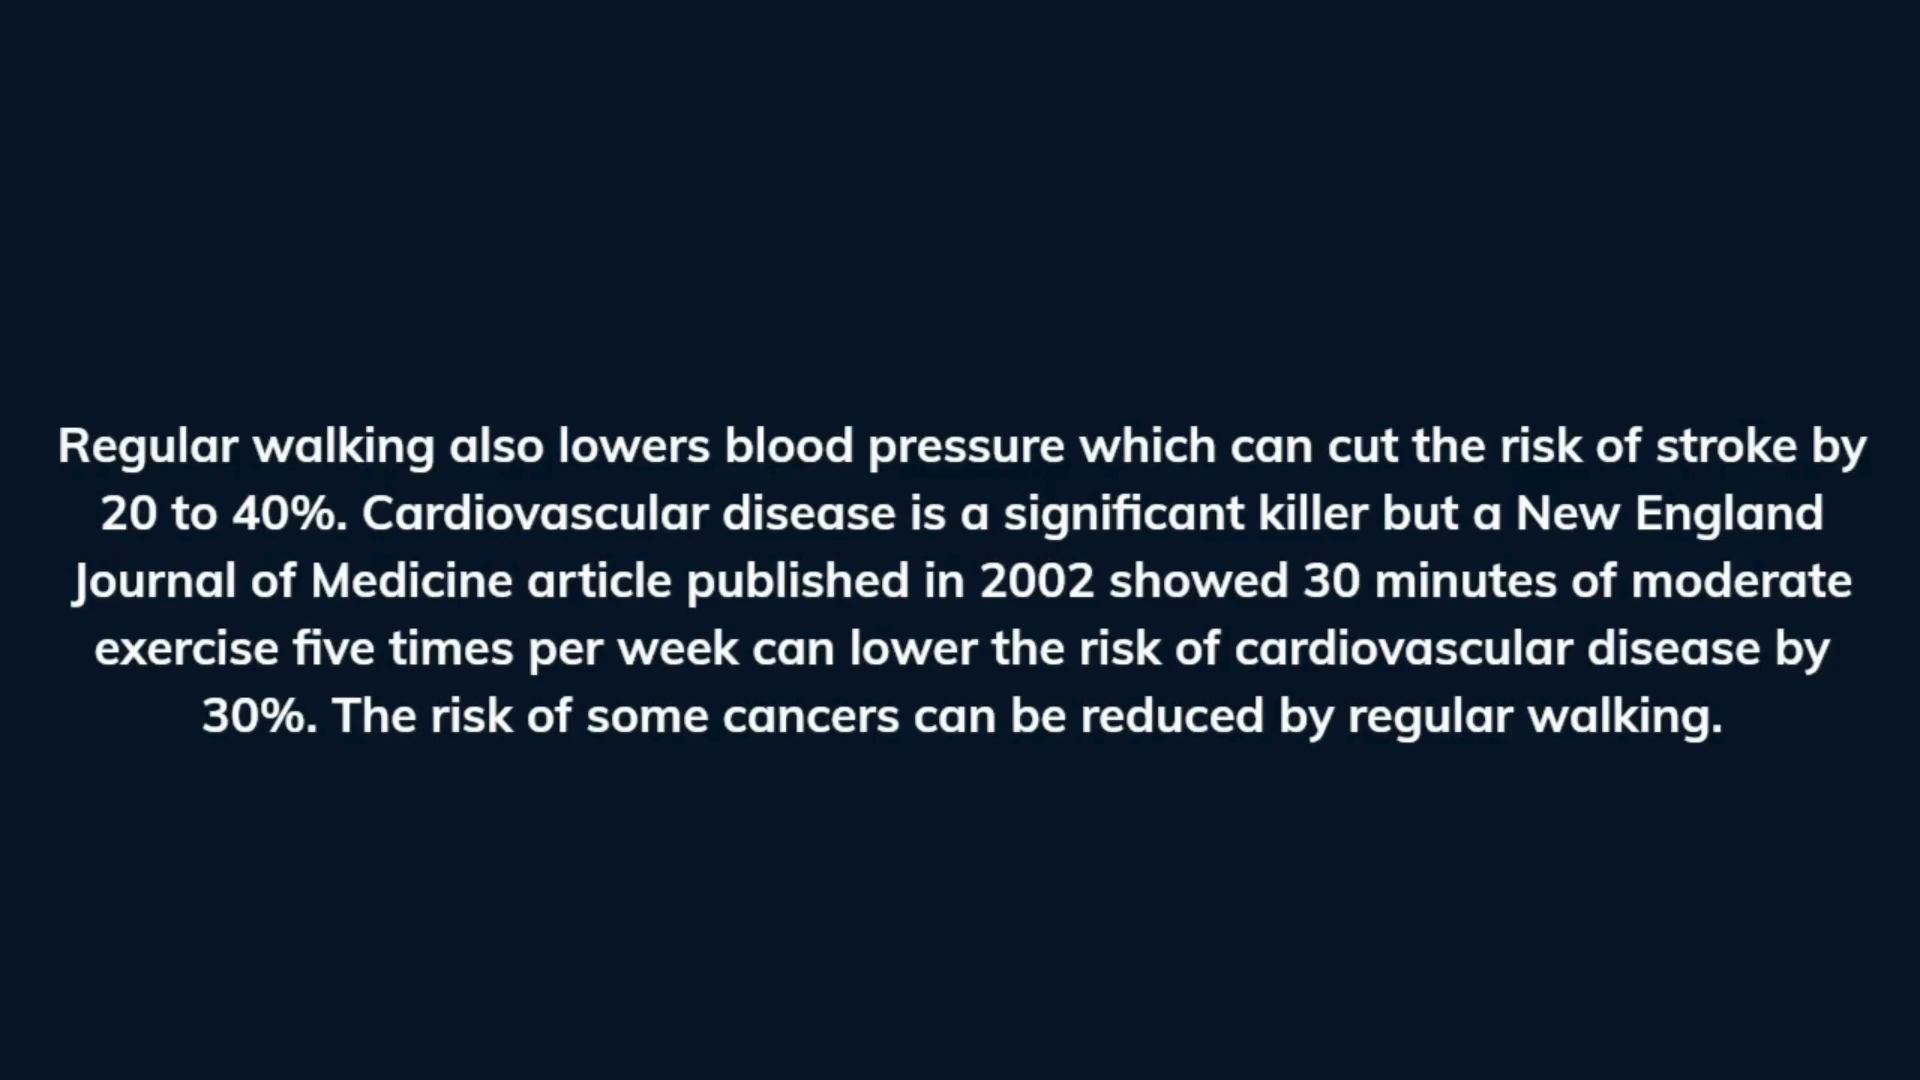 Regular walking also lowers blood pressure which can cut the risk of stroke by
20 to 40%. Cardiovascular disease is a significant killer but a New England
Journal of Medicine article published in 2002 showed 30 minutes of moderate
exercise five times per week can lower the risk of cardiovascular disease by
30%. The risk of some cancers can be reduced by regular walking.